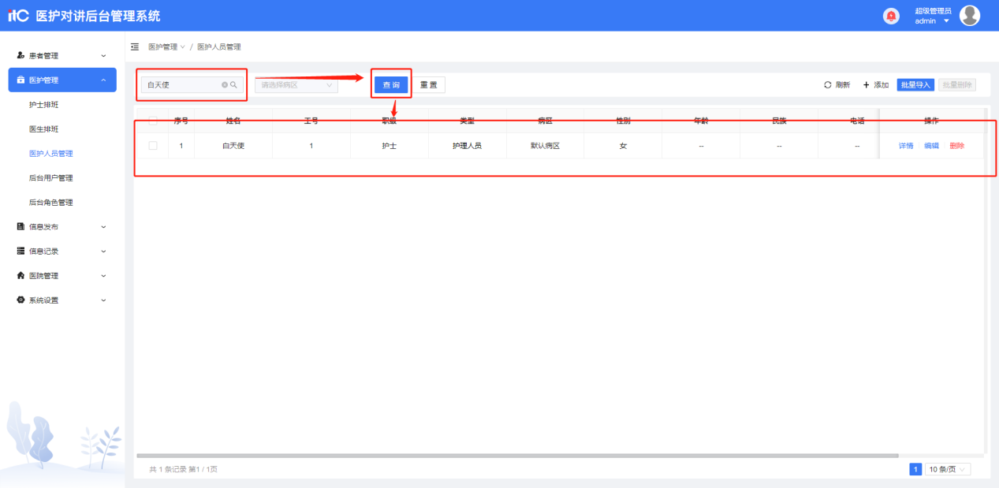 itC 医护对讲后台管理系统
超级管理员
admin
患者管理
医护管理
护士排班
医生排班
医护人员管理
后台用户管理
后台角色管理
信息发布
信息记录
医院管理
系统设置
医护管理 / 医护人员管理
白天使 请选择病区 查询 重置 刷新 + 添加 批量导入 批量删除
序号 姓名 工号 职级 类型 病区 性别 年龄 民族 电话 操作
1 白天使 1 护士 护理人员 默认病区 女 -- -- -- 详情 编辑 删除
共 1 条记录 第1 / 1页 1 10 条/页